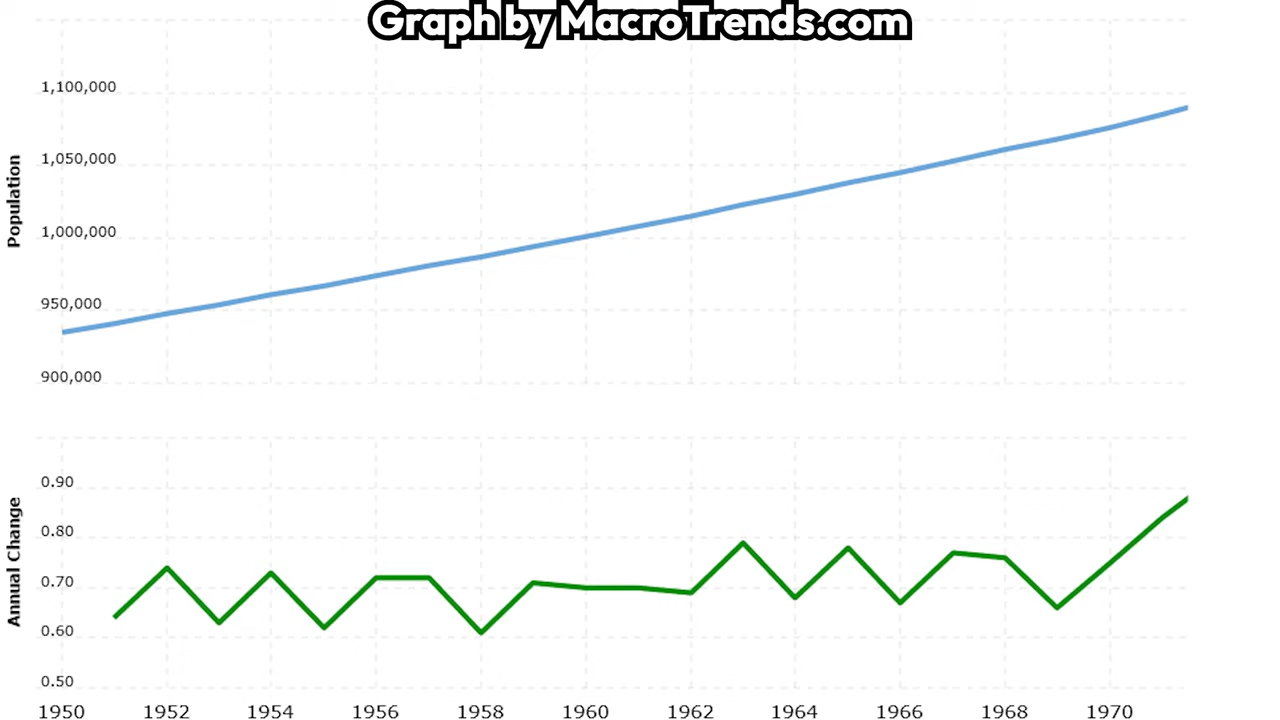 Graph by MacroTrends.com
1,100,000
1,050,000
Population
1,000,000
950,000
900,000
0.90
0.80
Annual Change
0.70
0.60
0.50
1950 1952 1954 1956 1958 1960 1962 1964 1966 1968 1970